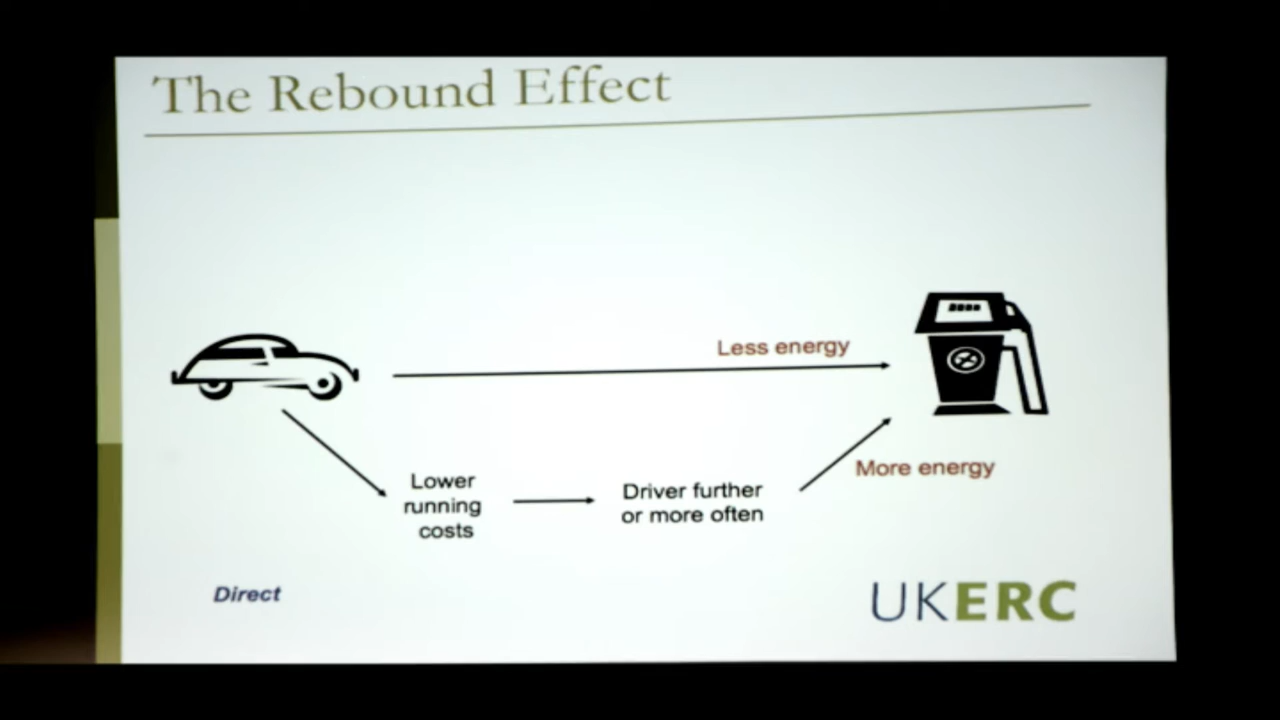 The Rebound Effect
Less energy
More energy
Lower
running
costs
Driver further
or more often
Direct
UKERC